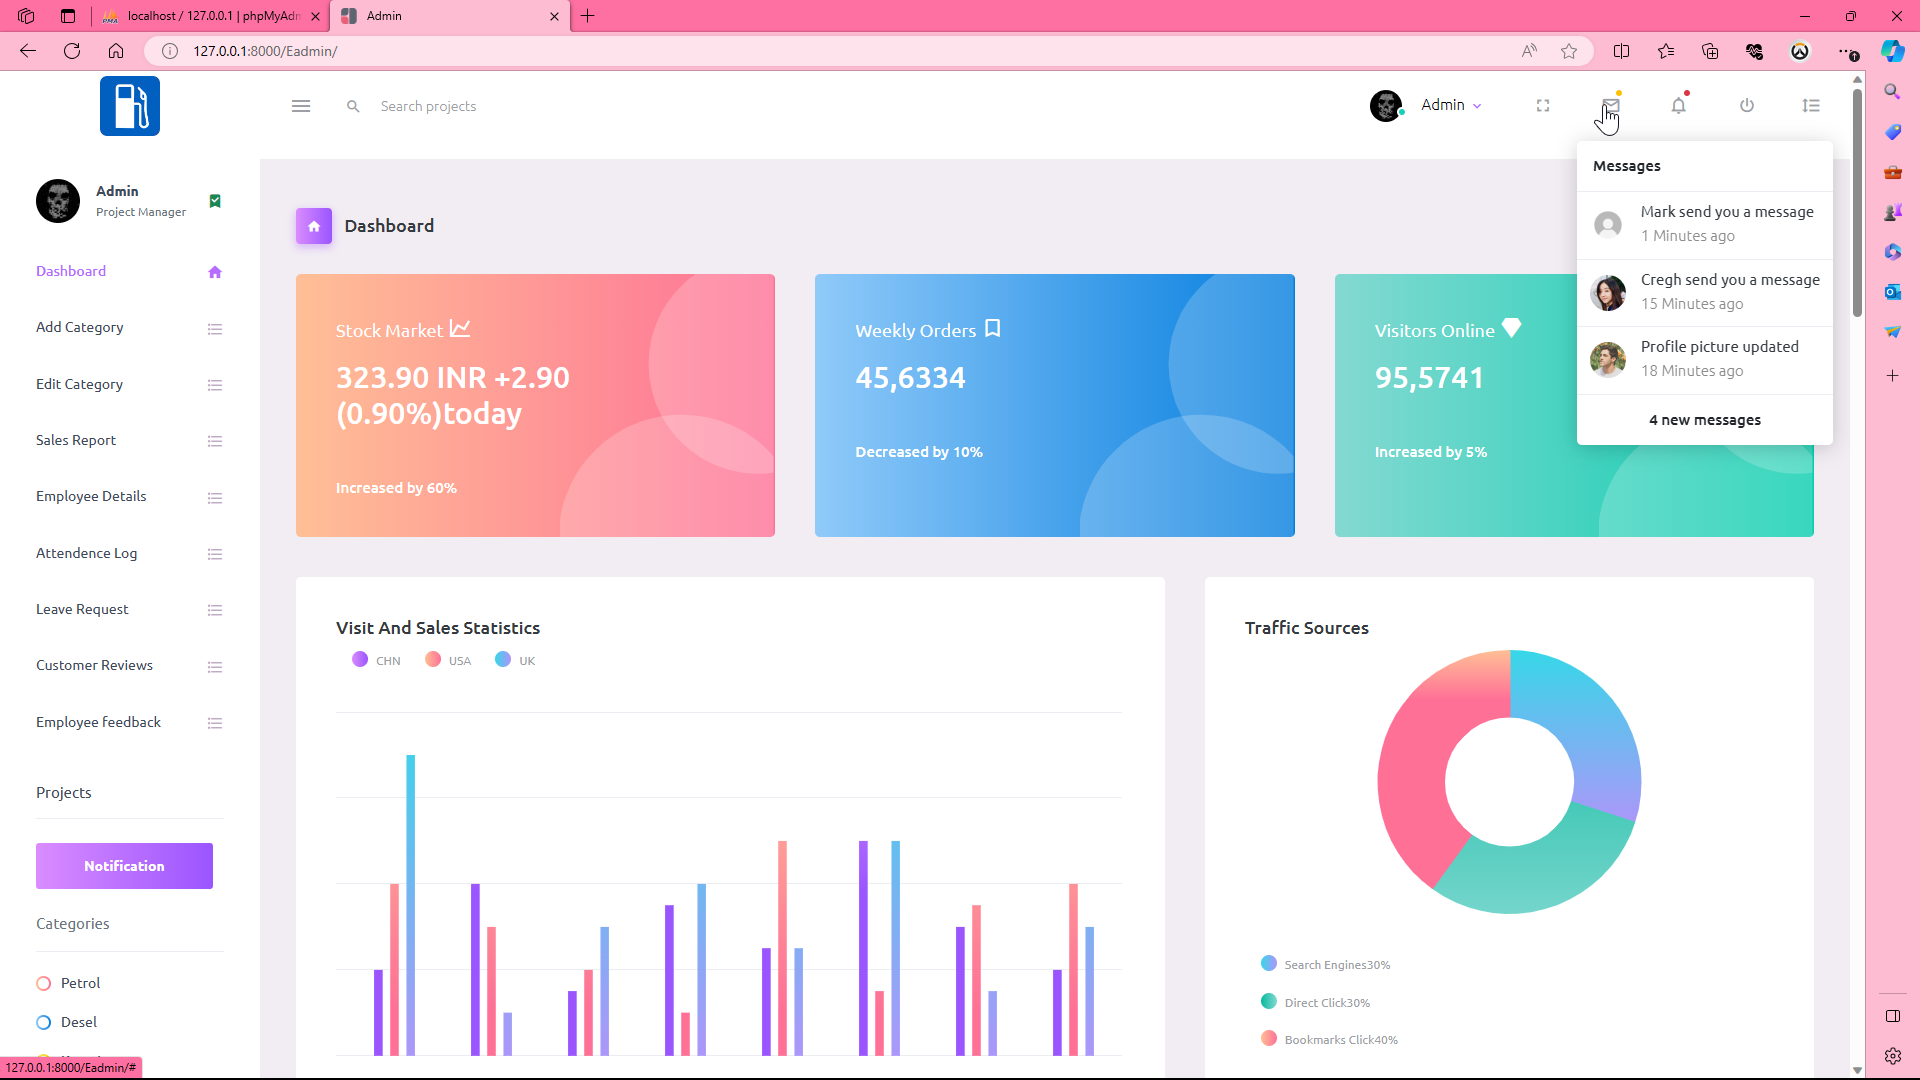 localhost / 127.0.0.1 | phpMyAdm
Admin
127.0.0.1:8000/Eadmin/
Search projects
Admin
Admin
Project Manager
Dashboard
Add Category
Edit Category
Sales Report
Employee Details
Attendence Log
Leave Request
Customer Reviews
Employee feedback
Projects
Notification
Categories
Petrol
Desel
127.0.0.1:8000/Eadmin/#
Dashboard
Stock Market
323.90 INR +2.90
(0.90%)today
Increased by 60%
Weekly Orders
45,6334
Decreased by 10%
Visitors Online
95,5741
Increased by 5%
Messages
Mark send you a message
1 Minutes ago
Cregh send you a message
15 Minutes ago
Profile picture updated
18 Minutes ago
4 new messages
Visit And Sales Statistics
CHN USA UK
Traffic Sources
Search Engines30%
Direct Click30%
Bookmarks Click40%